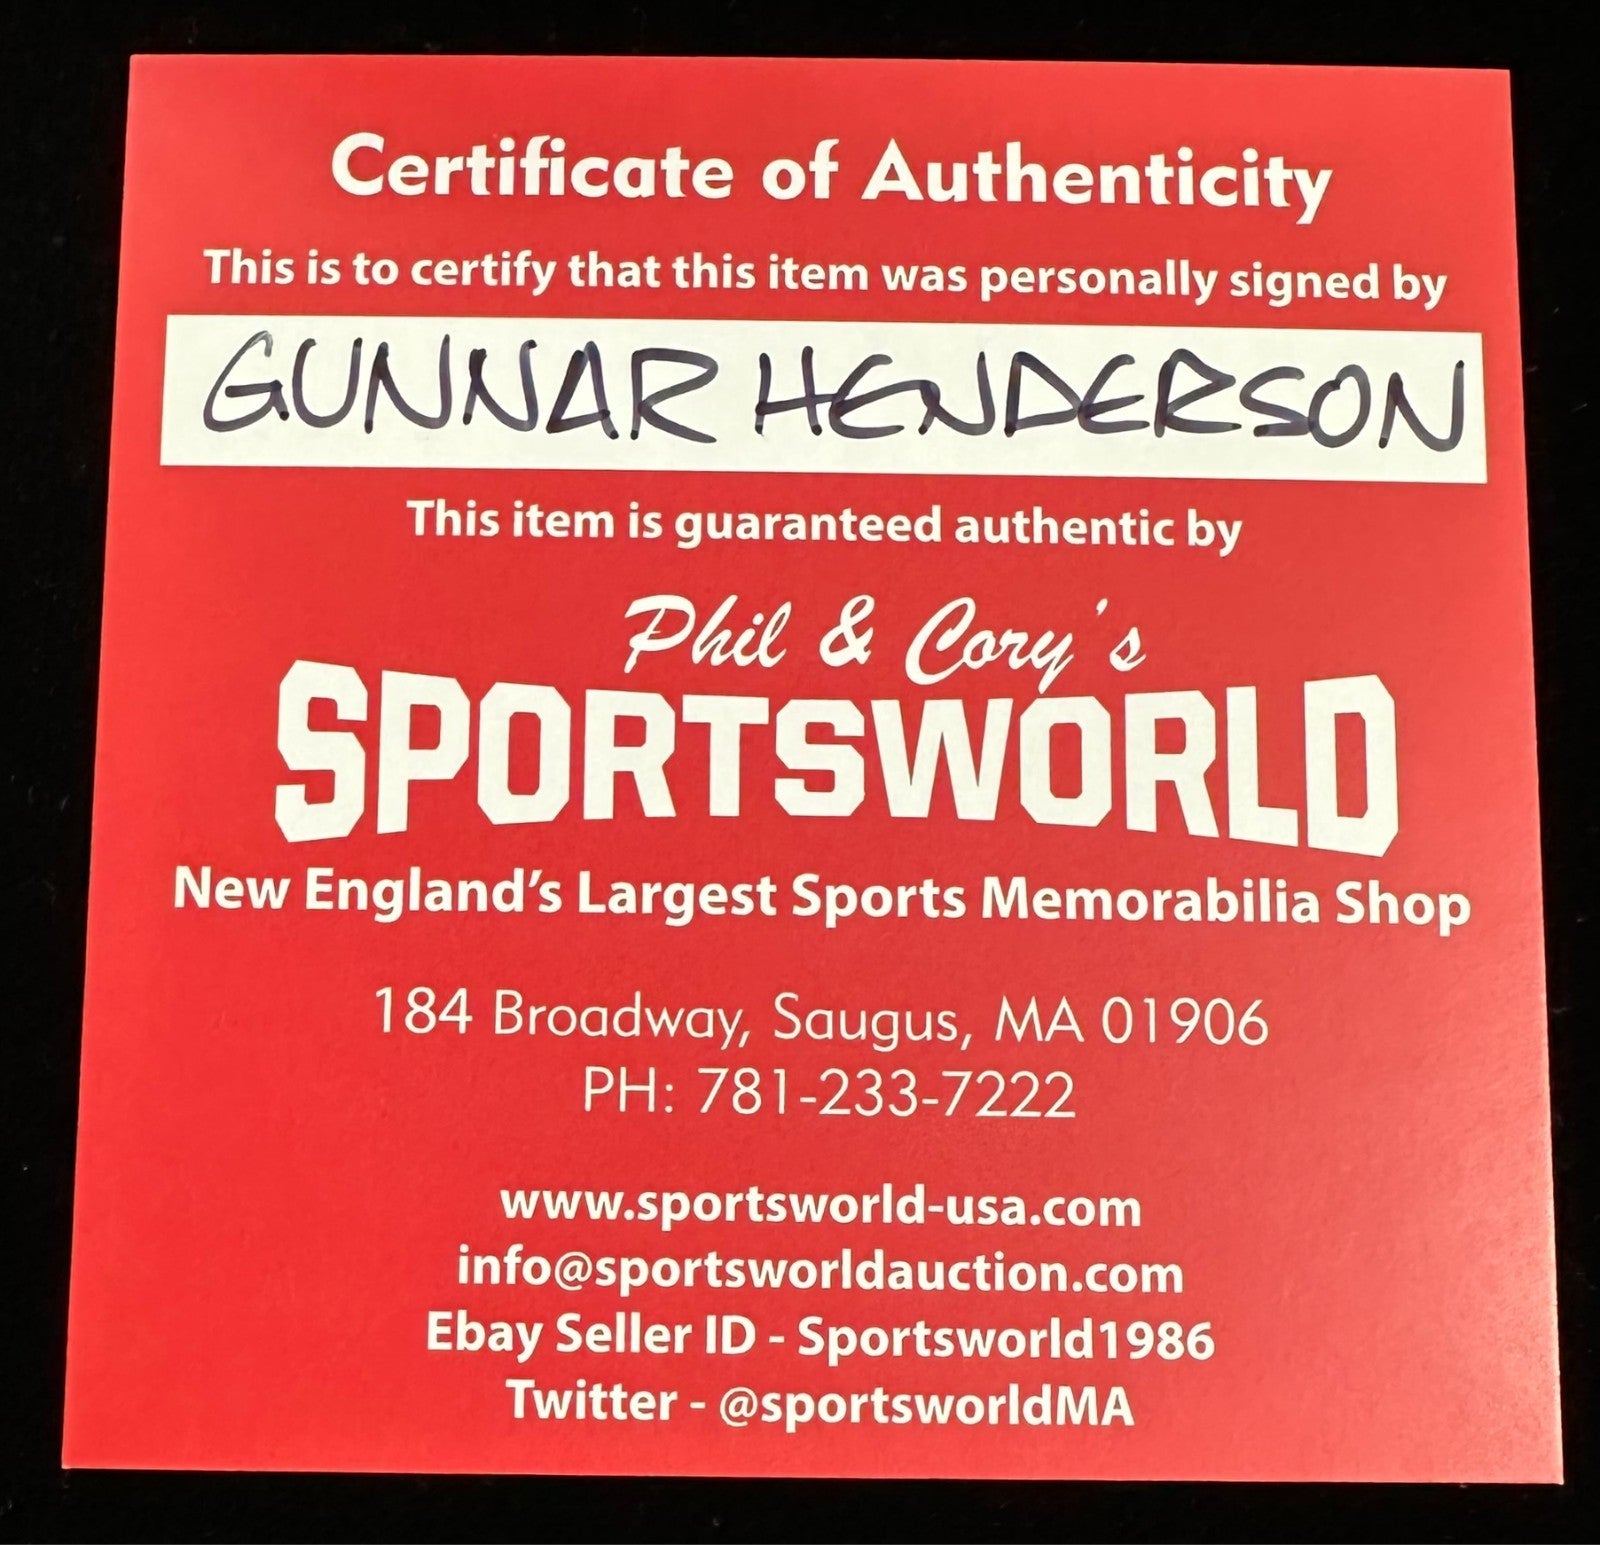 Certificate of Authenticity
This is to certify that this item was personally signed by
GUNNAR HENDERSON
This item is guaranteed authentic by
Phil & Cory's
SPORTSWORLD
New England's Largest Sports Memorabilia Shop
184 Broadway, Saugus, MA 01906
PH: 781-233-7222
www.sportsworld-usa.com
info@sportsworldauction.com
Ebay Seller ID - Sportsworld1986
Twitter - @sportsworldMA